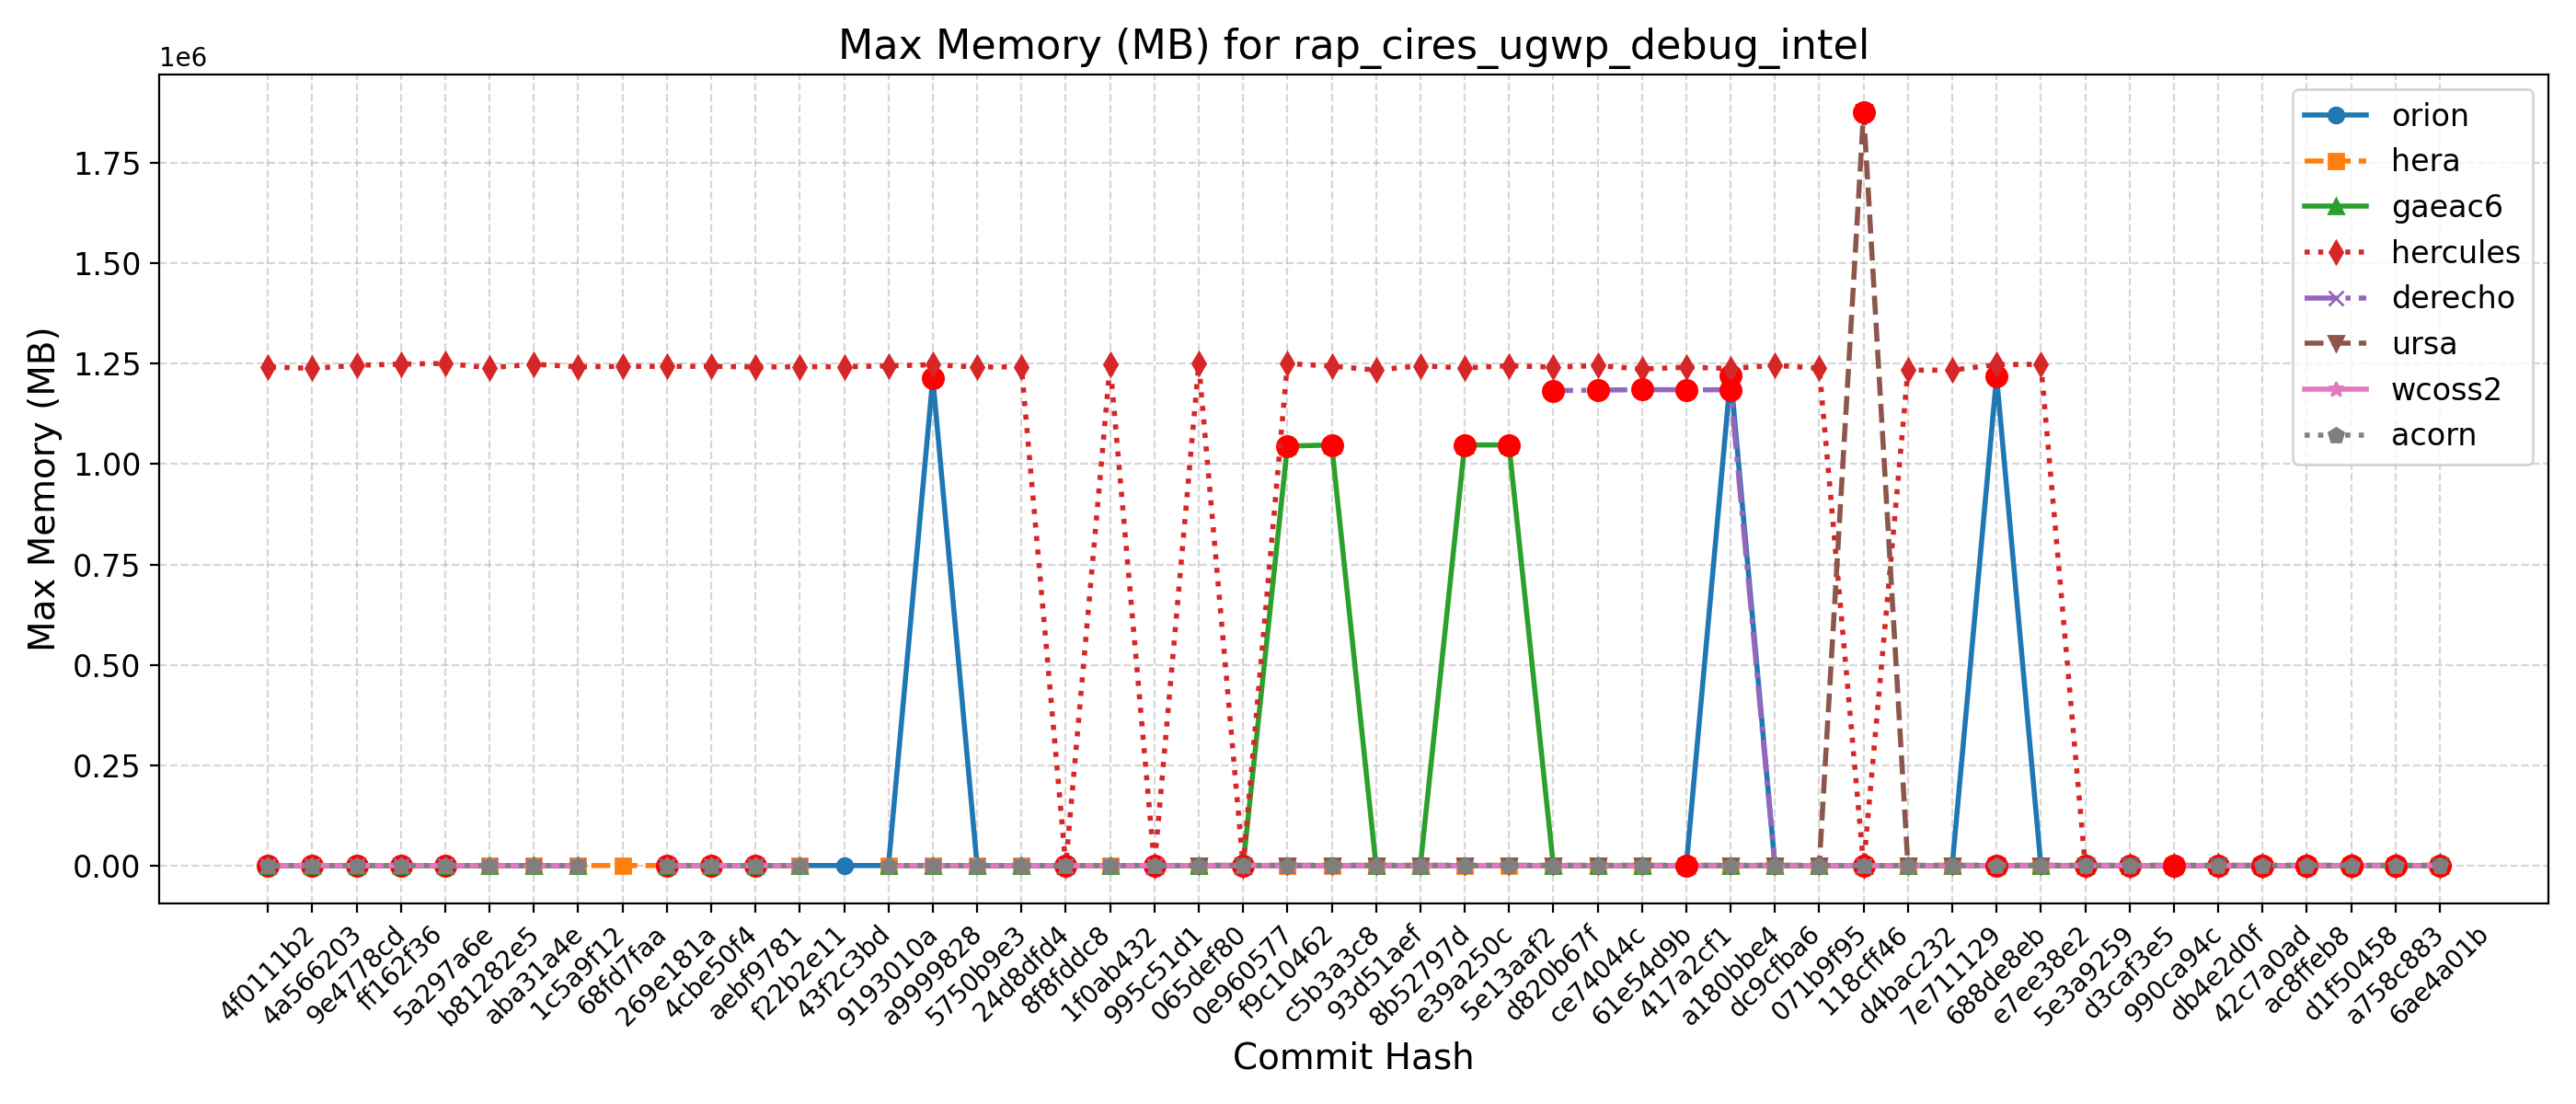 Max Memory (MB) for rap_cires_ugwp_debug_intel
1e6
1.75
1.50
1.25
1.00
0.75
0.50
0.25
0.00
Max Memory (MB)
orion
hera
gaeac6
hercules
derecho
ursa
wcoss2
acorn
4f0111b2
4a566203
9e4778cd
ff162f36
5a297a6e
b81282e5
aba31a4e
1c5a9f12
68fd7faa
269e181a
4cbe50f4
aebf9781
f22b2e11
43f2c3bd
9193010a
a9999828
5750b9e3
24d8dfd4
8f8fddc8
1f0ab432
995c51d1
065def80
0e960577
f9c10462
c5b3a3c8
93d51aef
8b52797d
e39a250c
5e13aaf2
d820b67f
ce74044c
61e54d9b
417a2cf1
a180bbe4
dc9cfba6
071b9f95
118cff46
d4bac232
7e711129
688de8eb
e7ee38e2
5e3a9259
d3caf3e5
990ca94c
db4e2d0f
42c7a0ad
ac8ffeb8
d1f50458
a758c883
6ae4a01b
Commit Hash